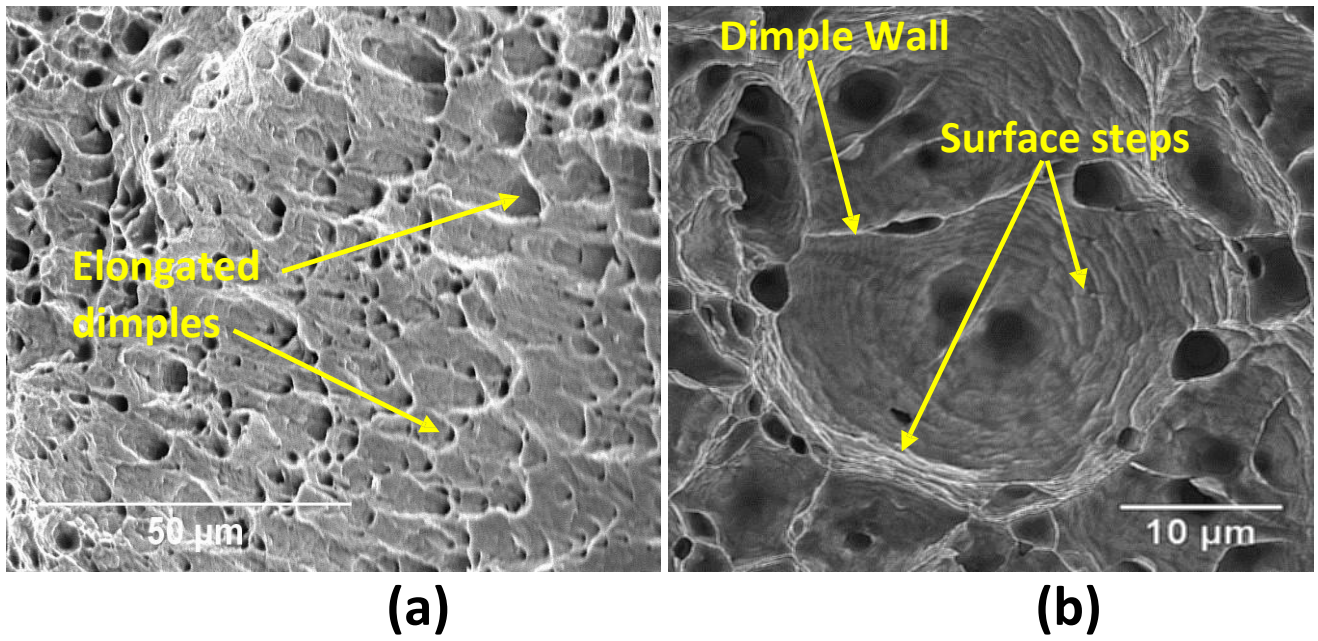 Elongated
dimples
50 µm
Dimple Wall
Surface steps
10 µm
(a)
(b)